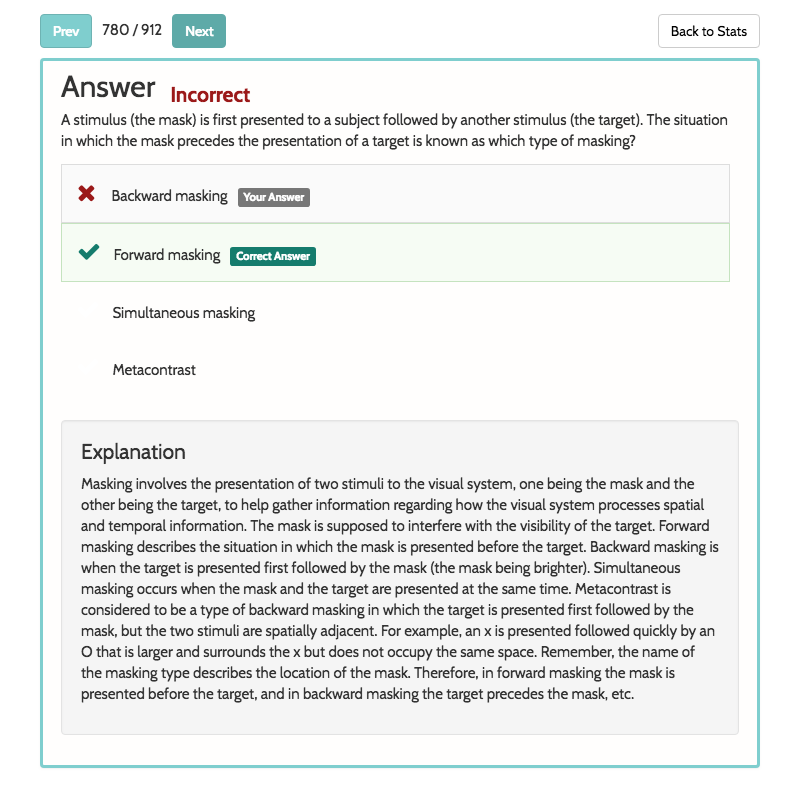 Prev 780 / 912 Next Back to Stats
Answer Incorrect
A stimulus (the mask) is first presented to a subject followed by another stimulus (the target). The situation
in which the mask precedes the presentation of a target is known as which type of masking?
Backward masking Your Answer
Forward masking Correct Answer
Simultaneous masking
Metacontrast
Explanation
Masking involves the presentation of two stimuli to the visual system, one being the mask and the
other being the target, to help gather information regarding how the visual system processes spatial
and temporal information. The mask is supposed to interfere with the visibility of the target. Forward
masking describes the situation in which the mask is presented before the target. Backward masking is
when the target is presented first followed by the mask (the mask being brighter). Simultaneous
masking occurs when the mask and the target are presented at the same time. Metacontrast is
considered to be a type of backward masking in which the target is presented first followed by the
mask, but the two stimuli are spatially adjacent. For example, an x is presented followed quickly by an
O that is larger and surrounds the x but does not occupy the same space. Remember, the name of
the masking type describes the location of the mask. Therefore, in forward masking the mask is
presented before the target, and in backward masking the target precedes the mask, etc.